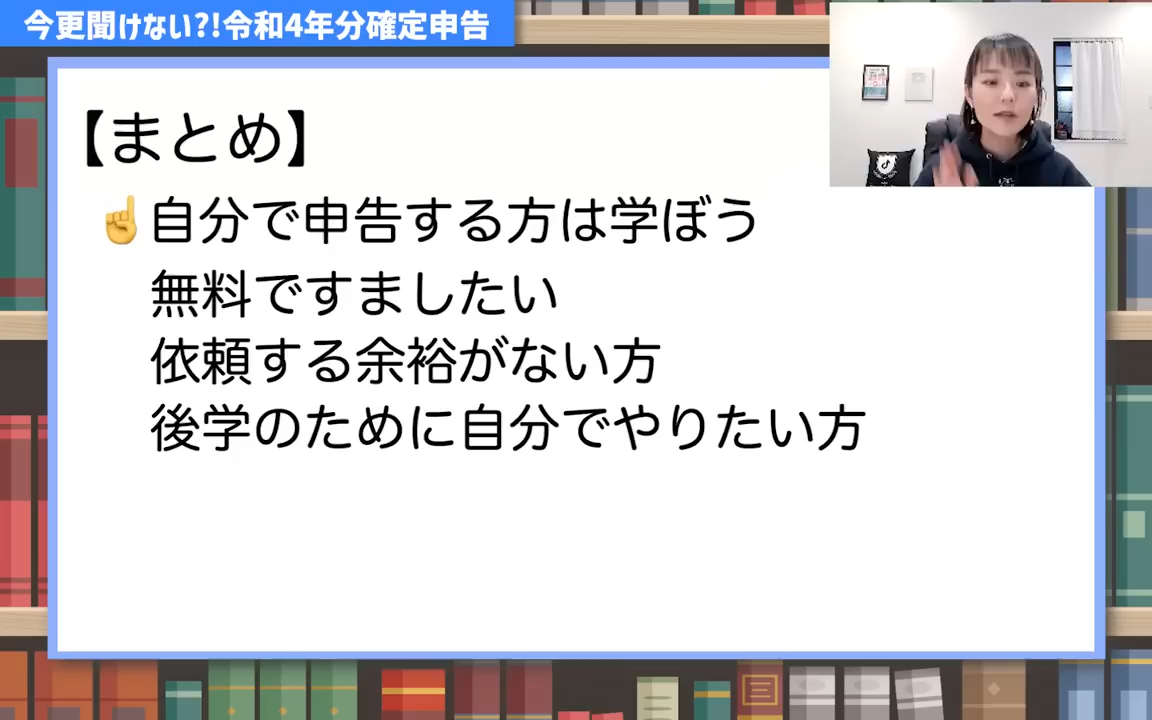 今更聞けない?!令和4年分確定申告
【まとめ】
☝自分で申告する方は学ぼう
無料ですましたい
依頼する余裕がない方
後学のために自分でやりたい方